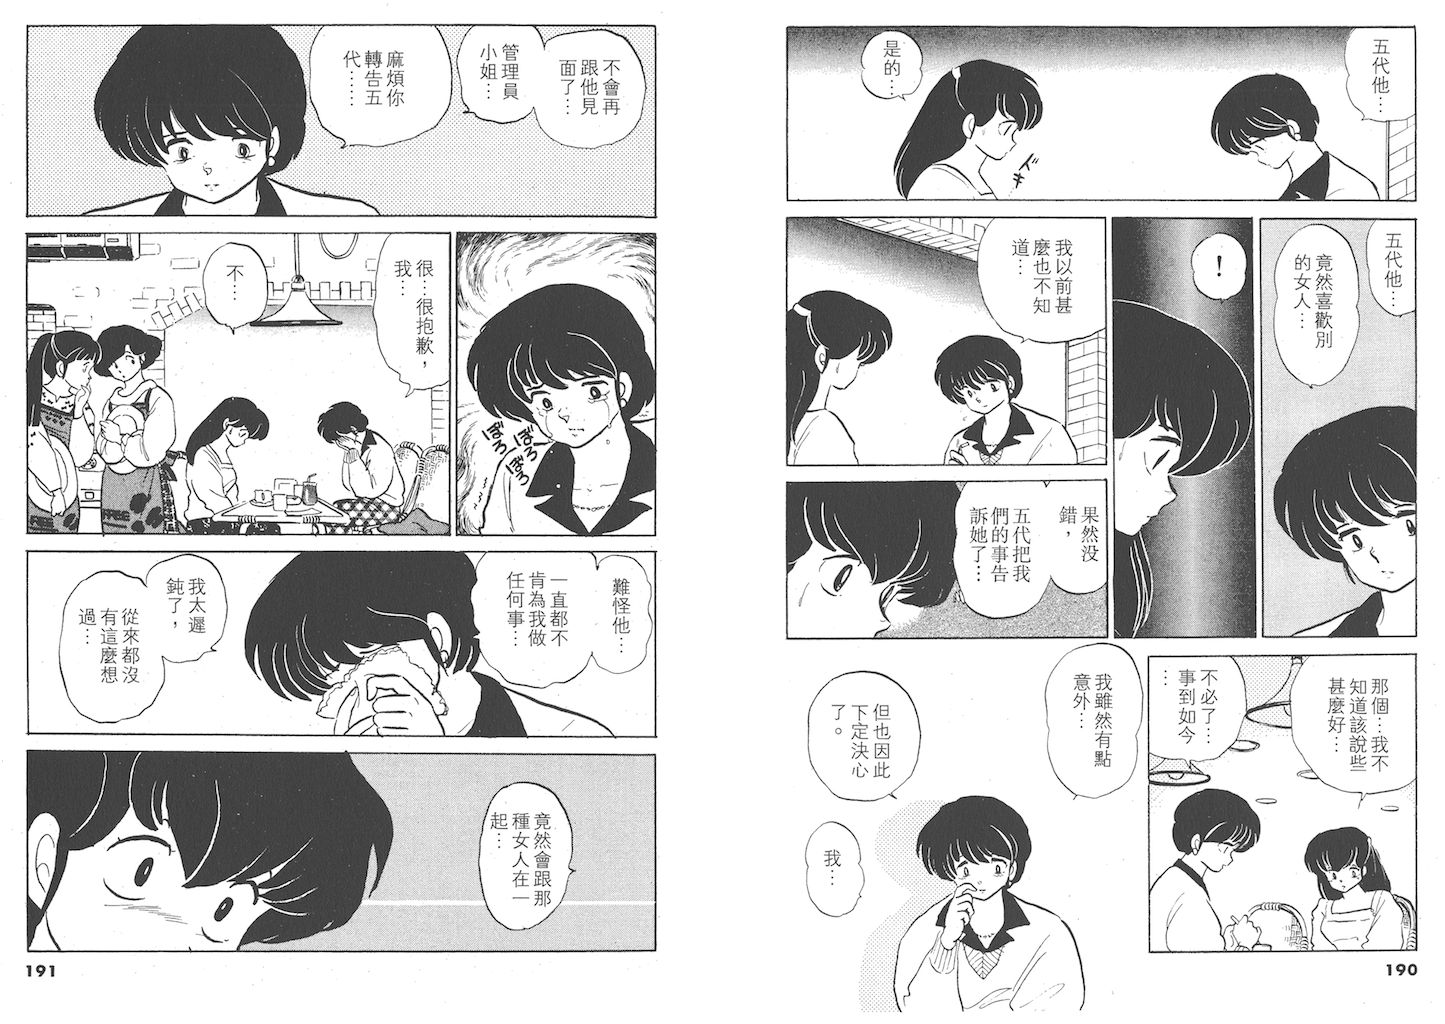 五代他…
是的…
ドキ
五代他…
竟然喜歡別
的女人…
！
我以前甚
麼也不知
道…
果然没
錯，
五代把我
們的事告
訴她了…
那個…我不
知道該說些
甚麼好…
不必了…
事到如今
…
我雖然有點
意外…
但也因此
下定決心
了。
我…
190
不會再
跟他見
面了…
管理員
小姐…
麻煩你
轉告五
代……
ぼろ
ぼろ
ぼろ
很…很抱歉，
我…
不…
難怪他…
一直都不
肯為我做
任何事…
我太遲
鈍了，
從來都沒
有這麼想
過…
竟然會跟那
種女人在一
起…
191